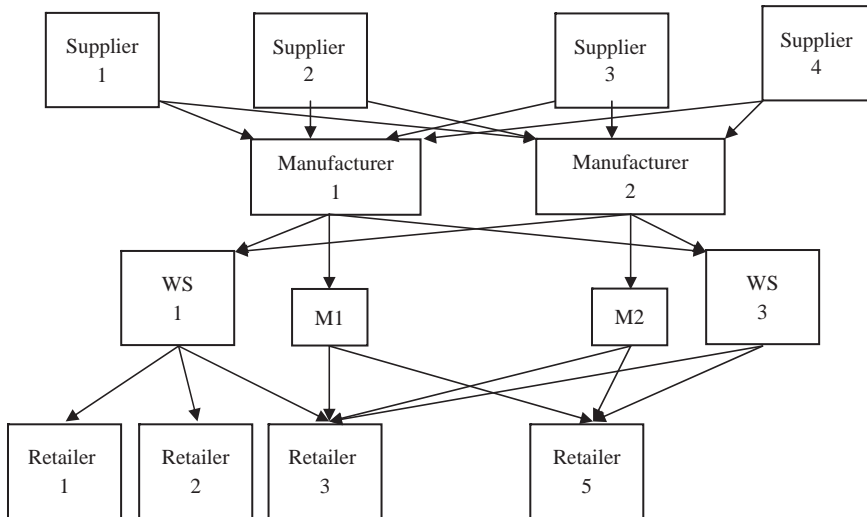 Supplier
1
Supplier
2
Supplier
3
Supplier
4
Manufacturer
1
Manufacturer
2
WS
1
M1
M2
WS
3
Retailer
1
Retailer
2
Retailer
3
Retailer
5